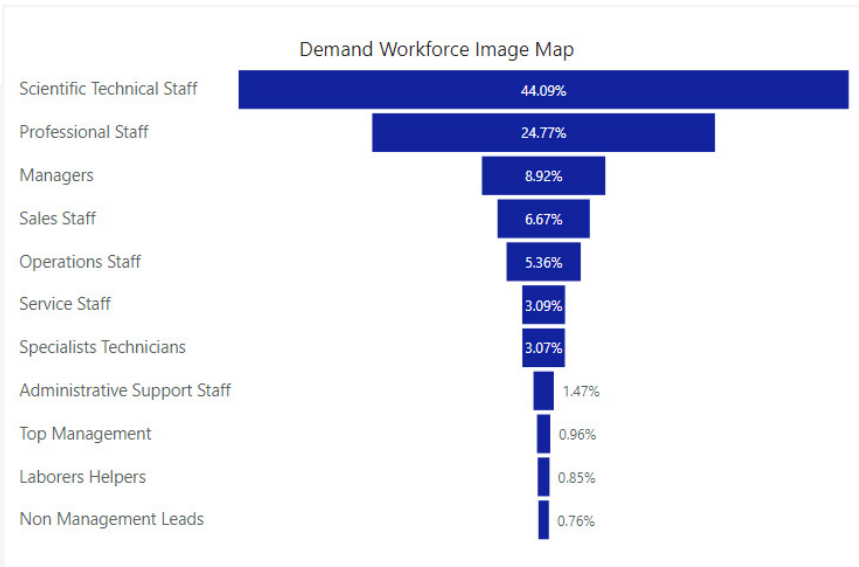 Demand Workforce Image Map
Scientific Technical Staff 44.09%
Professional Staff 24.77%
Managers 8.92%
Sales Staff 6.67%
Operations Staff 5.36%
Service Staff 3.09%
Specialists Technicians 3.07%
Administrative Support Staff 1.47%
Top Management 0.96%
Laborers Helpers 0.85%
Non Management Leads 0.76%